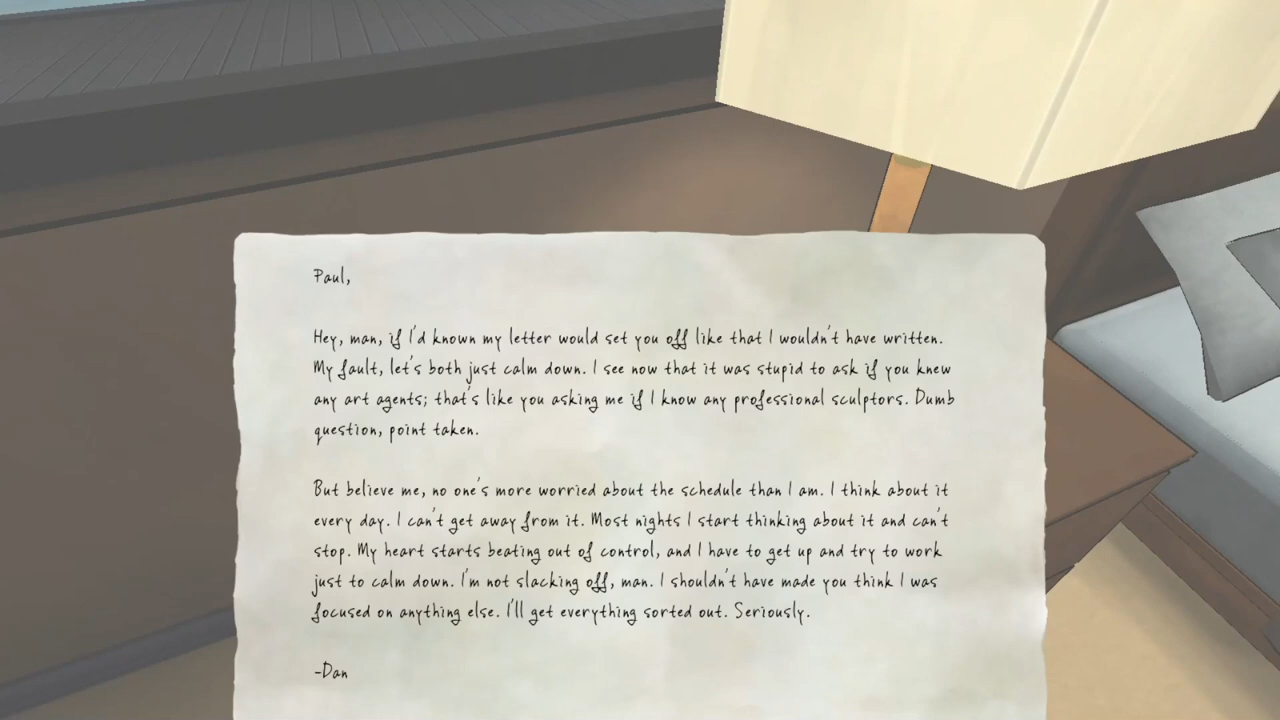 Paul,
Hey, man, if I'd known my letter would set you off like that I wouldn't have written.
My fault, let's both just calm down. I see now that it was stupid to ask if you knew
any art agents; that's like you asking me if I know any professional sculptors. Dumb
question, point taken.
But believe me, no one's more worried about the schedule than I am. I think about it
every day. I can't get away from it. Most nights I start thinking about it and can't
stop. My heart starts beating out of control, and I have to get up and try to work
just to calm down. I'm not slacking off, man. I shouldn't have made you think I was
focused on anything else. I'll get everything sorted out. Seriously.
-Dan